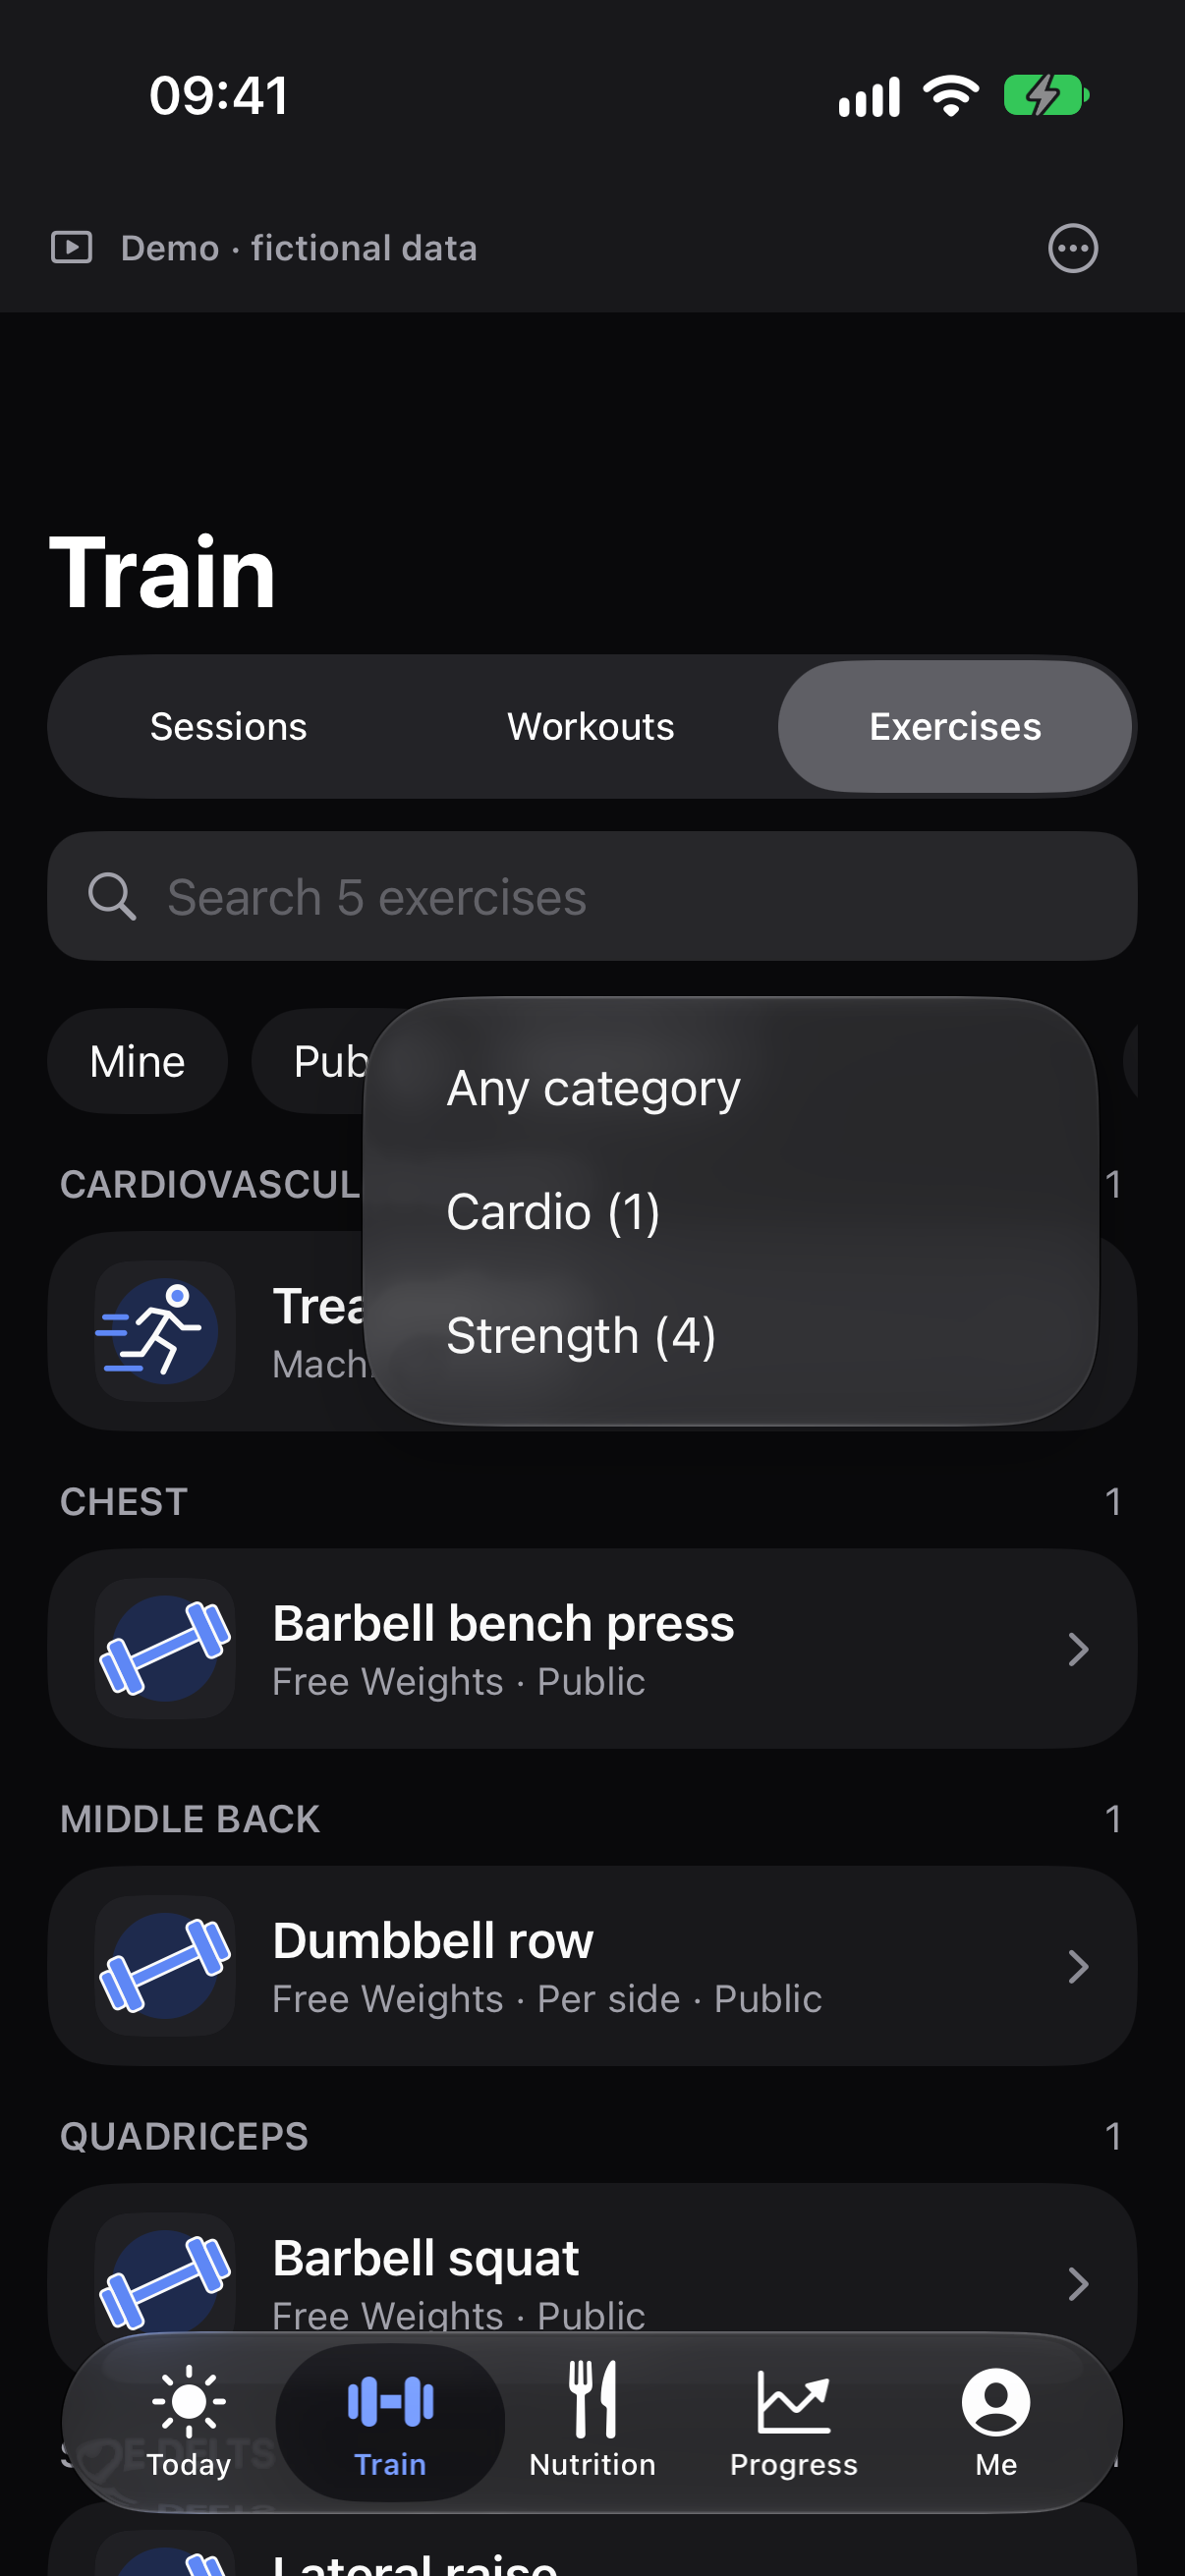 09:41
Demo · fictional data
Train
Sessions Workouts Exercises
Search 5 exercises
Mine Pub
Any category
CARDIOVASCUL 1
Cardio (1)
Trea
Strength (4)
Mach
CHEST 1
Barbell bench press
Free Weights · Public
MIDDLE BACK 1
Dumbbell row
Free Weights · Per side · Public
QUADRICEPS 1
Barbell squat
Free Weights · Public
Today Train Nutrition Progress Me
Lateral raise